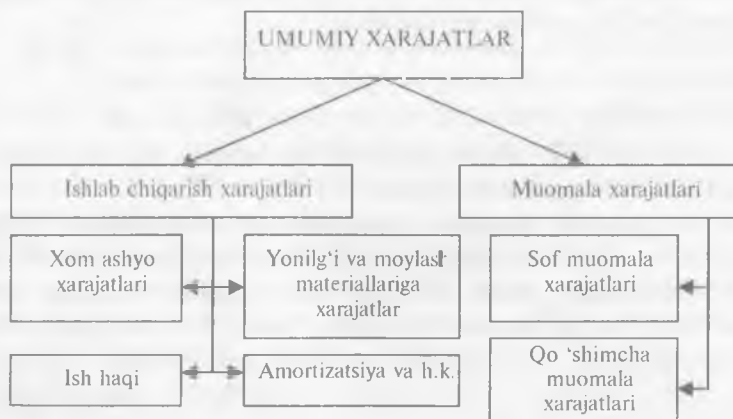 UMUMIY XARAJATLAR
Ishlab chiqarish xarajatlari
Muomala xarajatlari
Xom ashyo
xarajatlari
Yonilg‘i va moylash
materiallariga
xarajatlar
Sof muomala
xarajatlari
Ish haqi
Amortizatsiya va h.k.
Qo ‘shimcha
muomala
xarajatlari